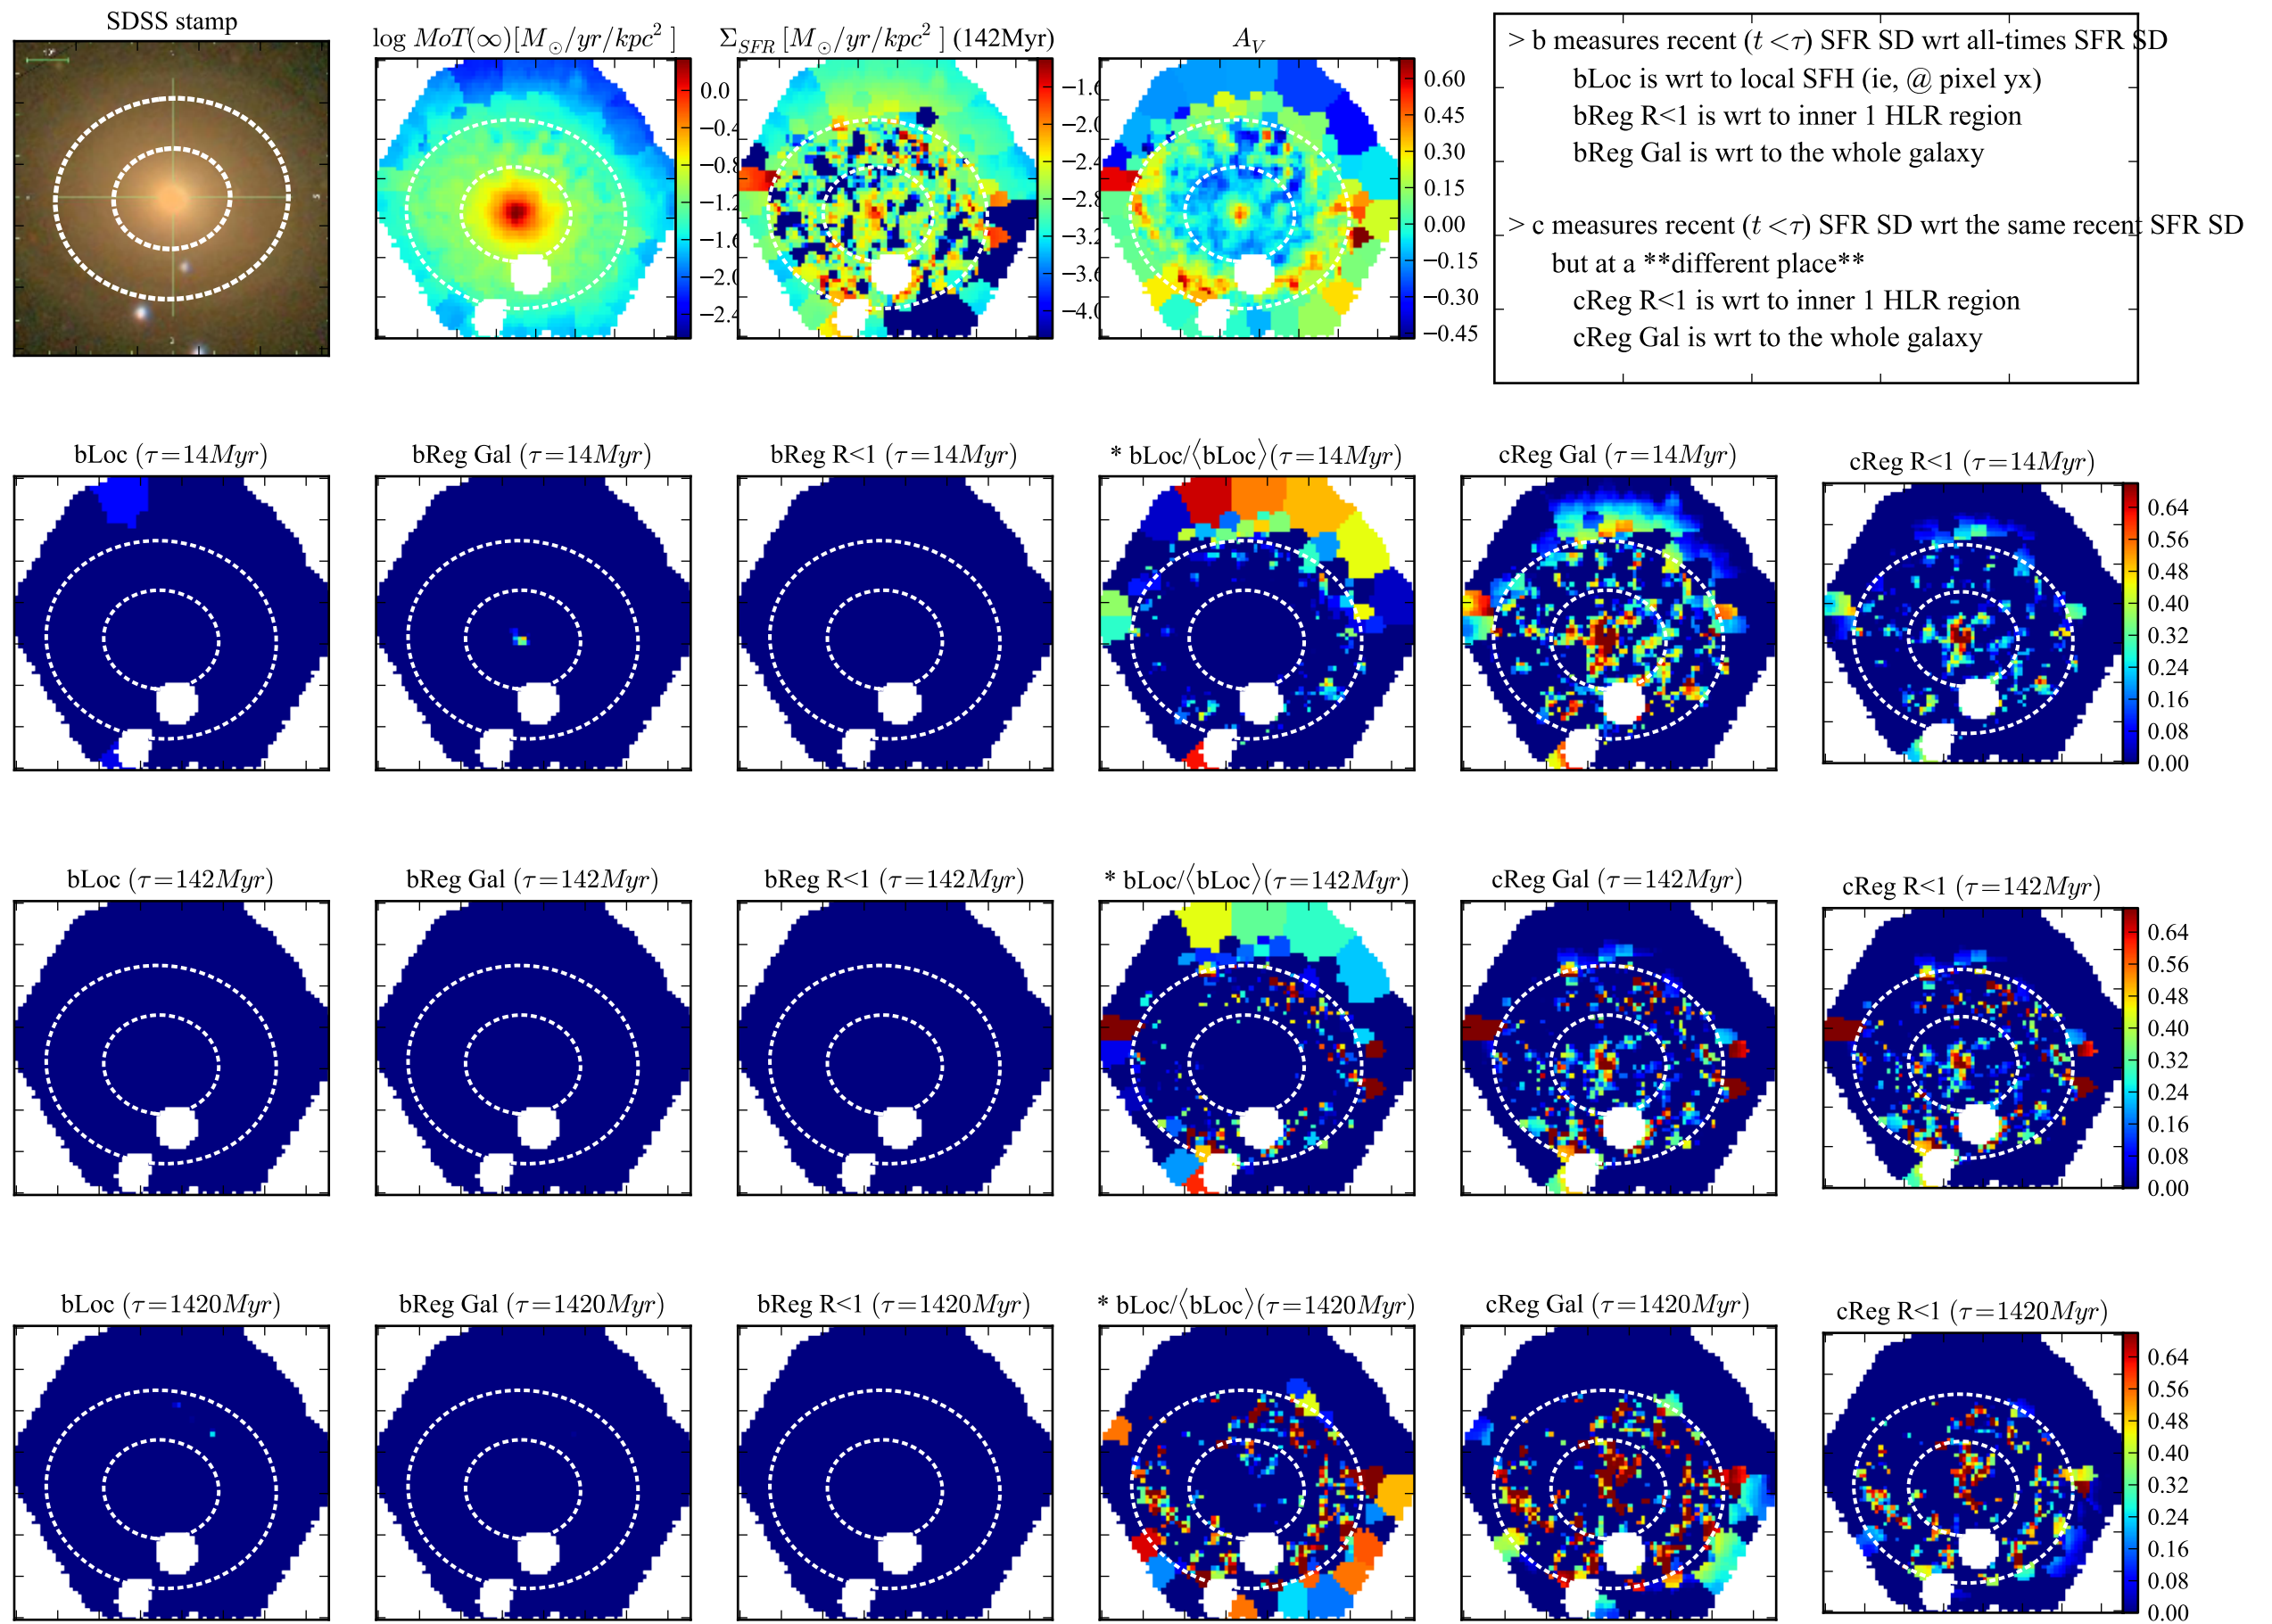 SDSS stamp
log MoT(∞)[M⊙/yr/kpc² ]
Σ_SFR [M⊙/yr/kpc² ] (142Myr)
A_V
0.0
−0.4
−0.8
−1.2
−1.6
−2.0
−2.4
−1.6
−2.0
−2.4
−2.8
−3.2
−3.6
−4.0
0.60
0.45
0.30
0.15
0.00
−0.15
−0.30
−0.45
> b measures recent (t <τ) SFR SD wrt all-times SFR SD
bLoc is wrt to local SFH (ie, @ pixel yx)
bReg R<1 is wrt to inner 1 HLR region
bReg Gal is wrt to the whole galaxy
> c measures recent (t <τ) SFR SD wrt the same recent SFR SD
but at a **different place**
cReg R<1 is wrt to inner 1 HLR region
cReg Gal is wrt to the whole galaxy
bLoc (τ=14Myr)
bReg Gal (τ=14Myr)
bReg R<1 (τ=14Myr)
* bLoc/⟨bLoc⟩(τ=14Myr)
cReg Gal (τ=14Myr)
cReg R<1 (τ=14Myr)
0.64
0.56
0.48
0.40
0.32
0.24
0.16
0.08
0.00
bLoc (τ=142Myr)
bReg Gal (τ=142Myr)
bReg R<1 (τ=142Myr)
* bLoc/⟨bLoc⟩(τ=142Myr)
cReg Gal (τ=142Myr)
cReg R<1 (τ=142Myr)
0.64
0.56
0.48
0.40
0.32
0.24
0.16
0.08
0.00
bLoc (τ=1420Myr)
bReg Gal (τ=1420Myr)
bReg R<1 (τ=1420Myr)
* bLoc/⟨bLoc⟩(τ=1420Myr)
cReg Gal (τ=1420Myr)
cReg R<1 (τ=1420Myr)
0.64
0.56
0.48
0.40
0.32
0.24
0.16
0.08
0.00